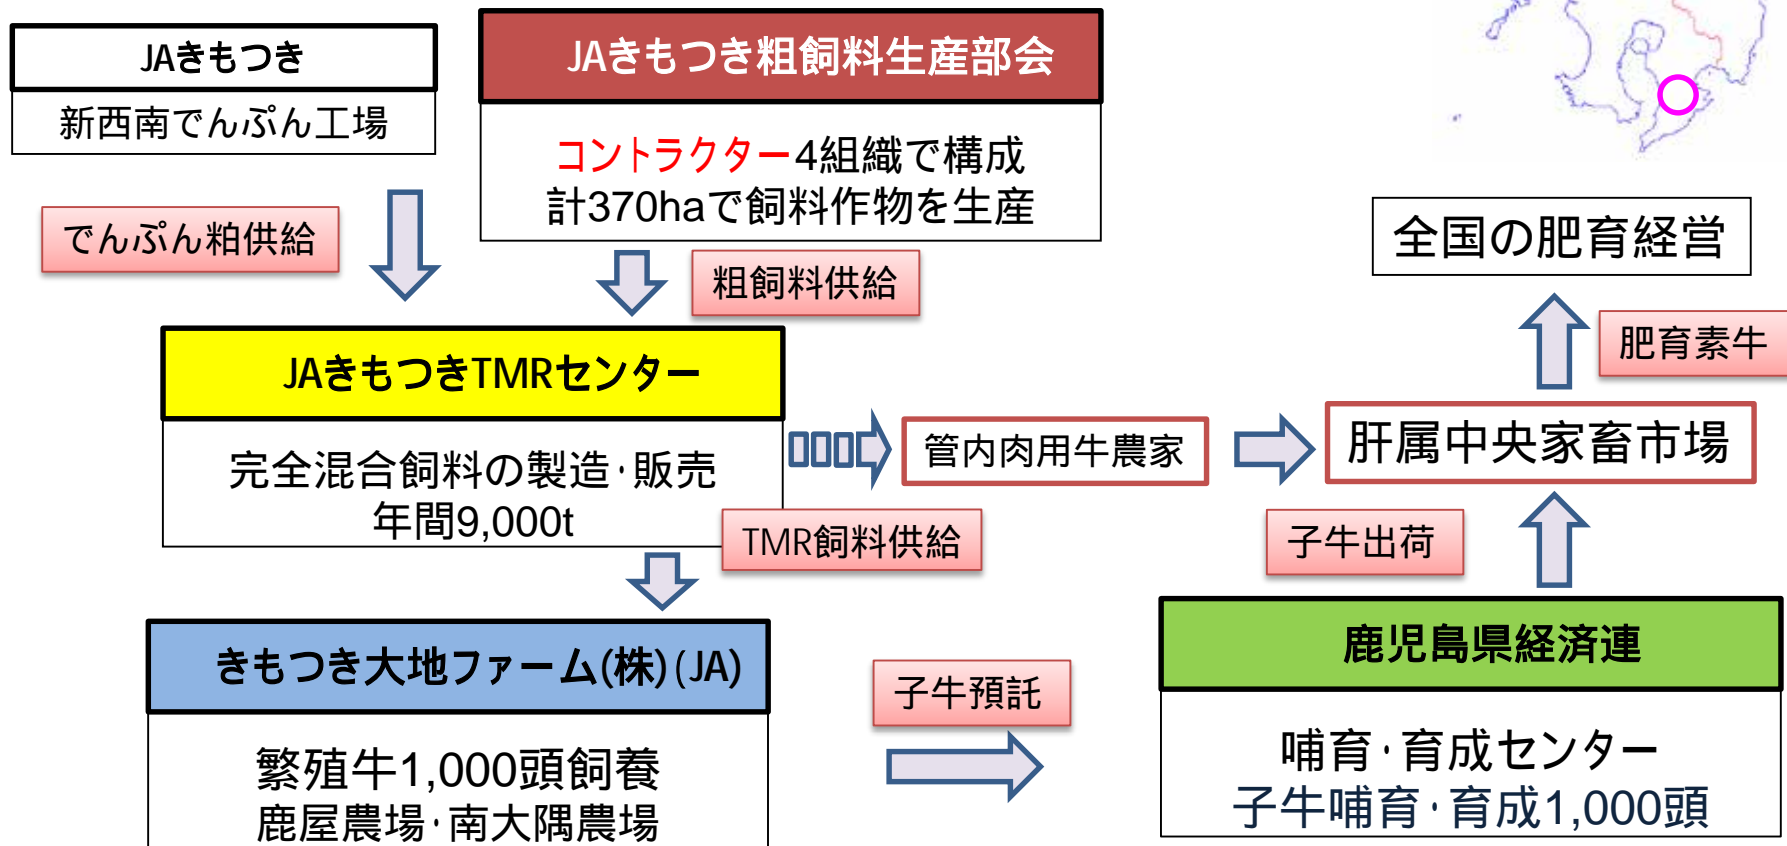 JAきもつき
新西南でんぷん工場
JAきもつき粗飼料生産部会
コントラクター4組織で構成
計370haで飼料作物を生産
でんぷん粕供給
粗飼料供給
全国の肥育経営
肥育素牛
JAきもつきTMRセンター
完全混合飼料の製造・販売
年間9,000t
管内肉用牛農家
肝属中央家畜市場
TMR飼料供給
子牛出荷
きもつき大地ファーム(株)(JA)
繁殖牛1,000頭飼養
鹿屋農場・南大隅農場
子牛預託
鹿児島県経済連
哺育・育成センター
子牛哺育・育成1,000頭